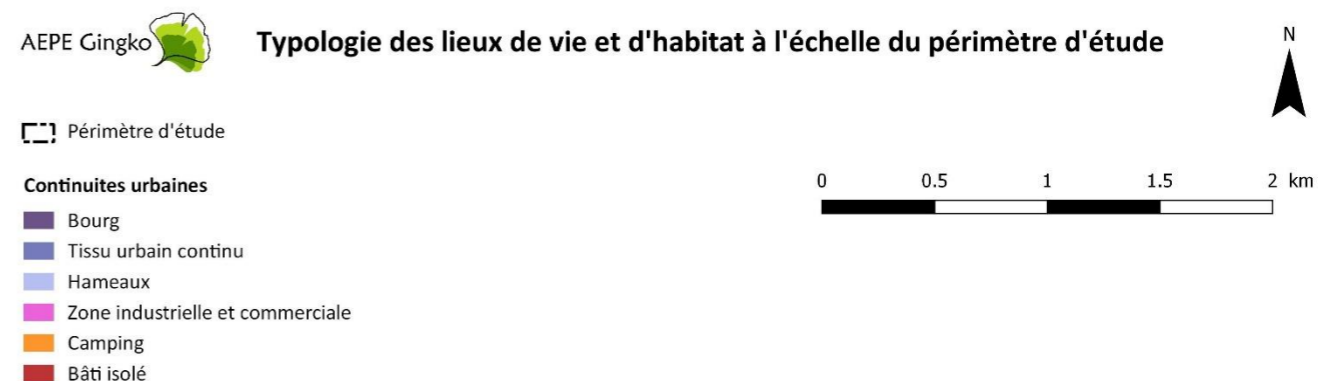 AEPE Gingko
Typologie des lieux de vie et d'habitat à l'échelle du périmètre d'étude
N
Périmètre d'étude
Continuites urbaines
0 0.5 1 1.5 2 km
Bourg
Tissu urbain continu
Hameaux
Zone industrielle et commerciale
Camping
Bâti isolé